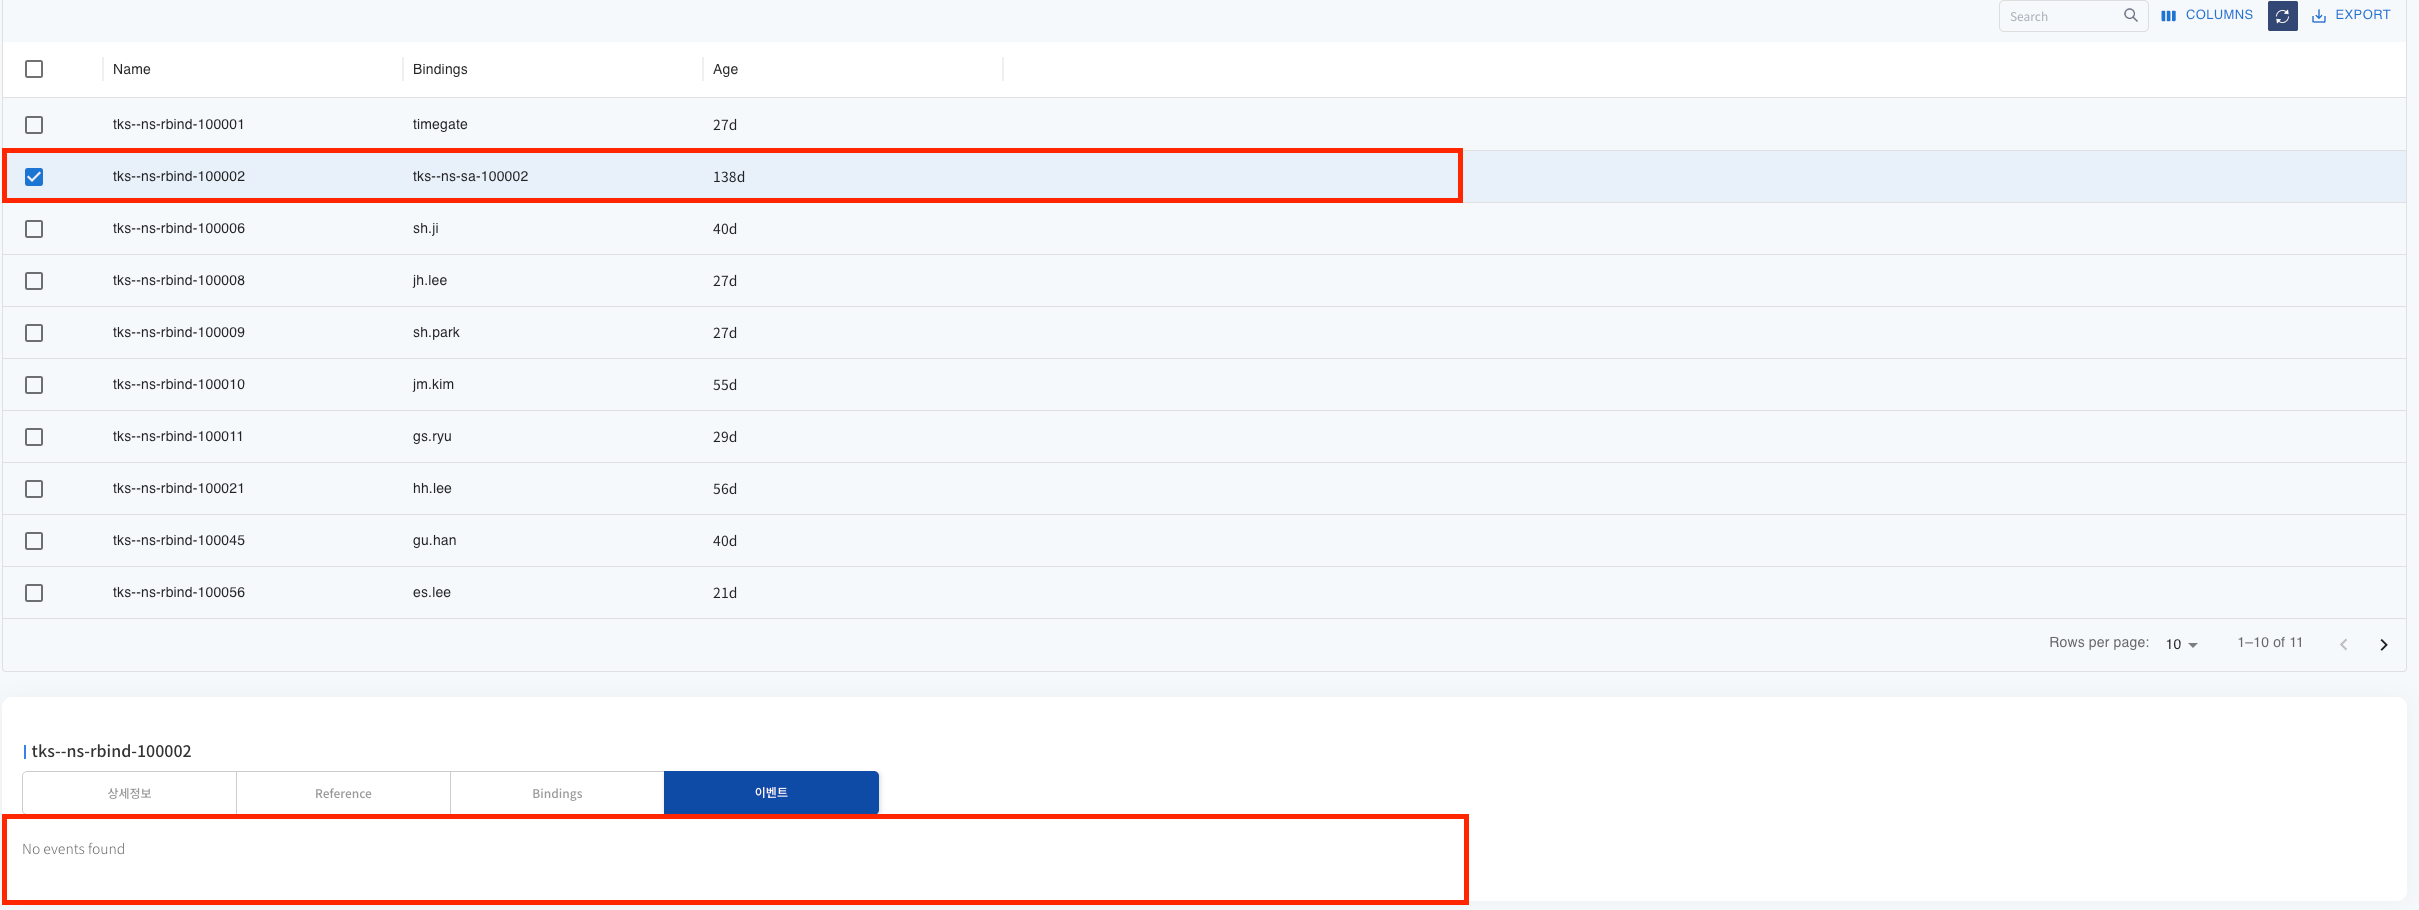 Search COLUMNS EXPORT
Name Bindings Age
tks--ns-rbind-100001 timegate 27d
tks--ns-rbind-100002 tks--ns-sa-100002 138d
tks--ns-rbind-100006 sh.ji 40d
tks--ns-rbind-100008 jh.lee 27d
tks--ns-rbind-100009 sh.park 27d
tks--ns-rbind-100010 jm.kim 55d
tks--ns-rbind-100011 gs.ryu 29d
tks--ns-rbind-100021 hh.lee 56d
tks--ns-rbind-100045 gu.han 40d
tks--ns-rbind-100056 es.lee 21d
Rows per page: 10 1–10 of 11
tks--ns-rbind-100002
상세정보 Reference Bindings 이벤트
No events found